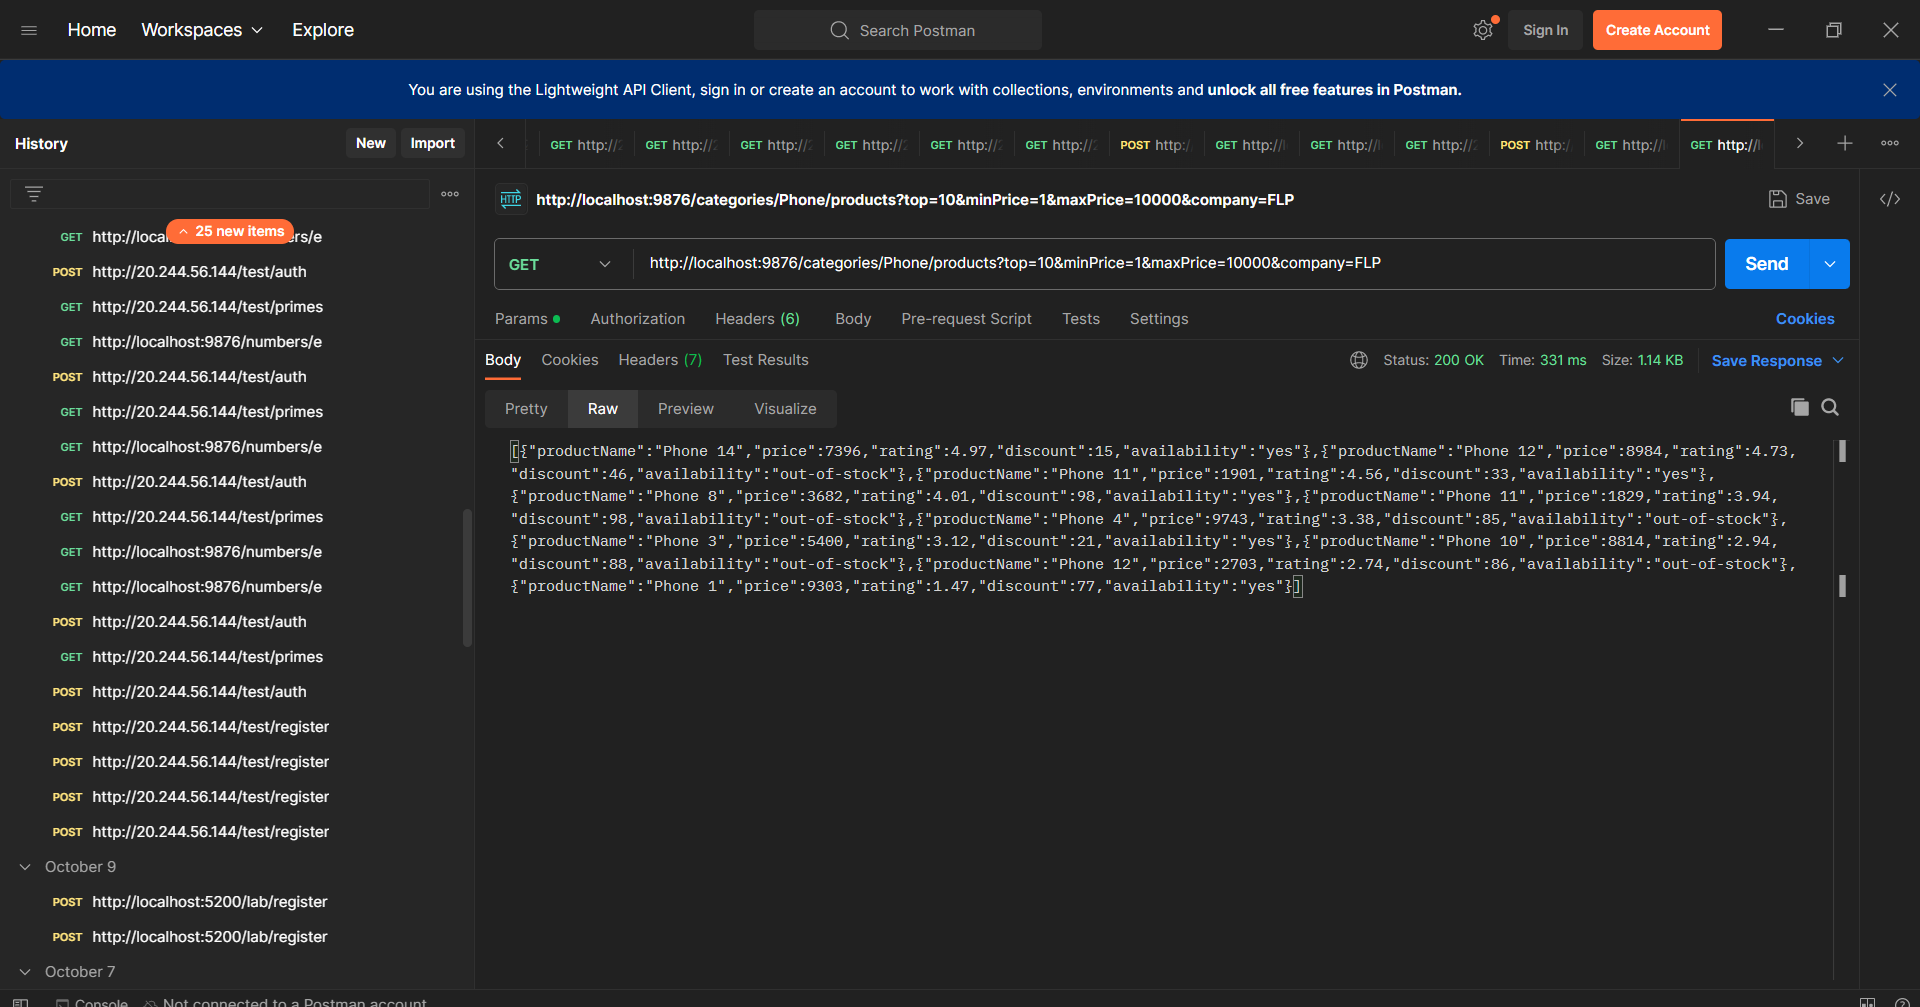 Home Workspaces Explore Search Postman Sign In Create Account
You are using the Lightweight API Client, sign in or create an account to work with collections, environments and unlock all free features in Postman.
History New Import
GET http:// GET http:// GET http:// GET http:// GET http:// GET http:// POST http: GET http:// GET http:// GET http:// POST http: GET http:// GET http://
HTTP http://localhost:9876/categories/Phone/products?top=10&minPrice=1&maxPrice=10000&company=FLP Save
GET http://localhost:9876/categories/Phone/products?top=10&minPrice=1&maxPrice=10000&company=FLP Send
Params Authorization Headers (6) Body Pre-request Script Tests Settings Cookies
Body Cookies Headers (7) Test Results Status: 200 OK Time: 331 ms Size: 1.14 KB Save Response
Pretty Raw Preview Visualize
[{"productName":"Phone 14","price":7396,"rating":4.97,"discount":15,"availability":"yes"},{"productName":"Phone 12","price":8984,"rating":4.73,
"discount":46,"availability":"out-of-stock"},{"productName":"Phone 11","price":1901,"rating":4.56,"discount":33,"availability":"yes"},
{"productName":"Phone 8","price":3682,"rating":4.01,"discount":98,"availability":"yes"},{"productName":"Phone 11","price":1829,"rating":3.94,
"discount":98,"availability":"out-of-stock"},{"productName":"Phone 4","price":9743,"rating":3.38,"discount":85,"availability":"out-of-stock"},
{"productName":"Phone 3","price":5400,"rating":3.12,"discount":21,"availability":"yes"},{"productName":"Phone 10","price":8814,"rating":2.94,
"discount":88,"availability":"out-of-stock"},{"productName":"Phone 12","price":2703,"rating":2.74,"discount":86,"availability":"out-of-stock"},
{"productName":"Phone 1","price":9303,"rating":1.47,"discount":77,"availability":"yes"}]
25 new items
GET http://loca ers/e
POST http://20.244.56.144/test/auth
GET http://20.244.56.144/test/primes
GET http://localhost:9876/numbers/e
POST http://20.244.56.144/test/auth
GET http://20.244.56.144/test/primes
GET http://localhost:9876/numbers/e
POST http://20.244.56.144/test/auth
GET http://20.244.56.144/test/primes
GET http://localhost:9876/numbers/e
GET http://localhost:9876/numbers/e
POST http://20.244.56.144/test/auth
GET http://20.244.56.144/test/primes
POST http://20.244.56.144/test/auth
POST http://20.244.56.144/test/register
POST http://20.244.56.144/test/register
POST http://20.244.56.144/test/register
POST http://20.244.56.144/test/register
October 9
POST http://localhost:5200/lab/register
POST http://localhost:5200/lab/register
October 7
Console Not connected to a Postman account